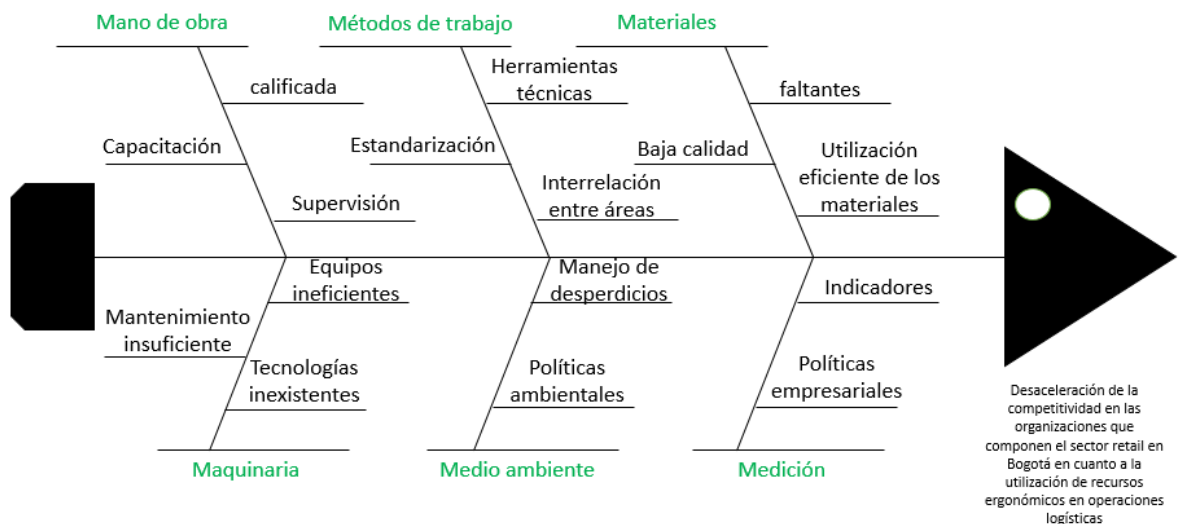 Mano de obra
Métodos de trabajo
Materiales
calificada
Herramientas
técnicas
faltantes
Capacitación
Estandarización
Baja calidad
Utilización
eficiente de los
materiales
Supervisión
Interrelación
entre áreas
Equipos
ineficientes
Manejo de
desperdicios
Indicadores
Mantenimiento
insuficiente
Tecnologías
inexistentes
Políticas
ambientales
Políticas
empresariales
Maquinaria
Medio ambiente
Medición
Desaceleración de la
competitividad en las
organizaciones que
componen el sector retail en
Bogotá en cuanto a la
utilización de recursos
ergonómicos en operaciones
logísticas